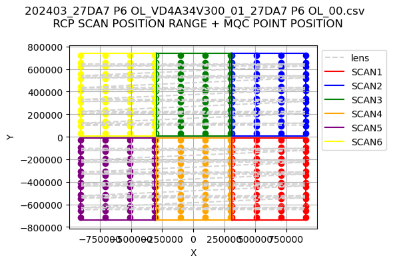 202403_27DA7 P6 OL_VD4A34V300_01_27DA7 P6 OL_00.csv
RCP SCAN POSITION RANGE + MQC POINT POSITION
800000
600000
400000
200000
0
−200000
−400000
−600000
−800000
Y
−750000
−500000
−250000
0
250000
500000
750000
X
lens
SCAN1
SCAN2
SCAN3
SCAN4
SCAN5
SCAN6